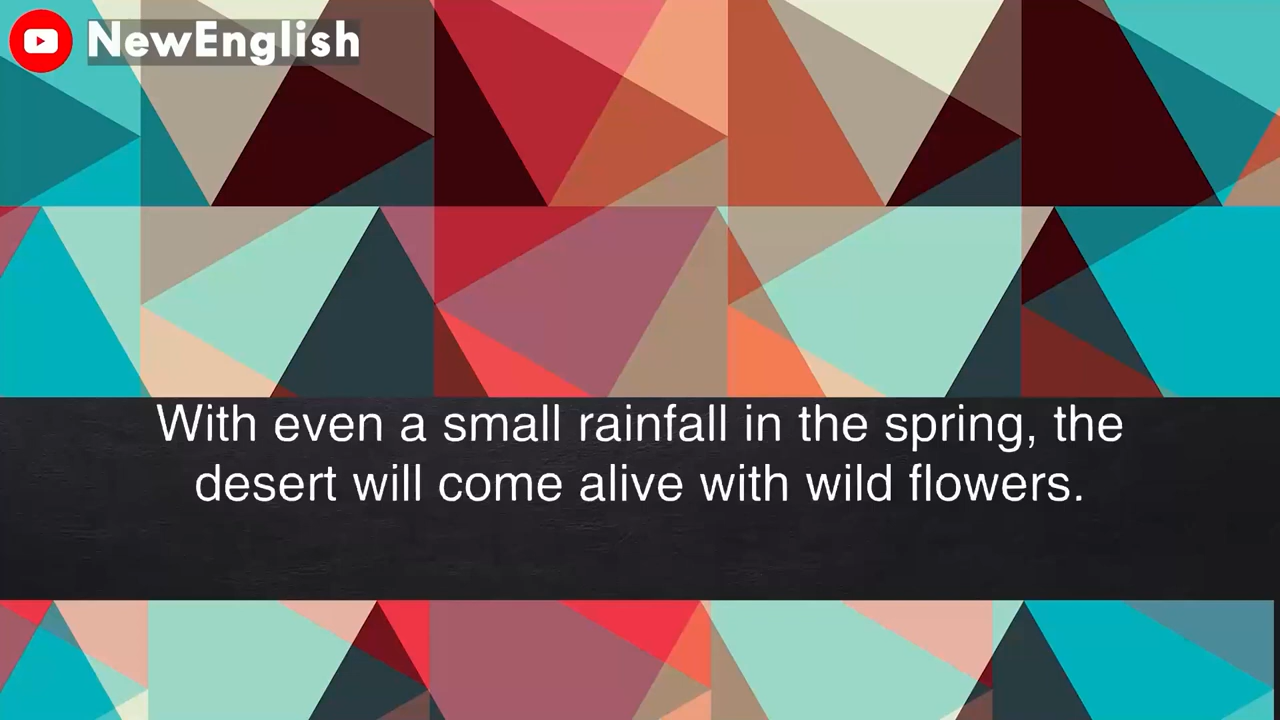 NewEnglish
With even a small rainfall in the spring, the
desert will come alive with wild flowers.